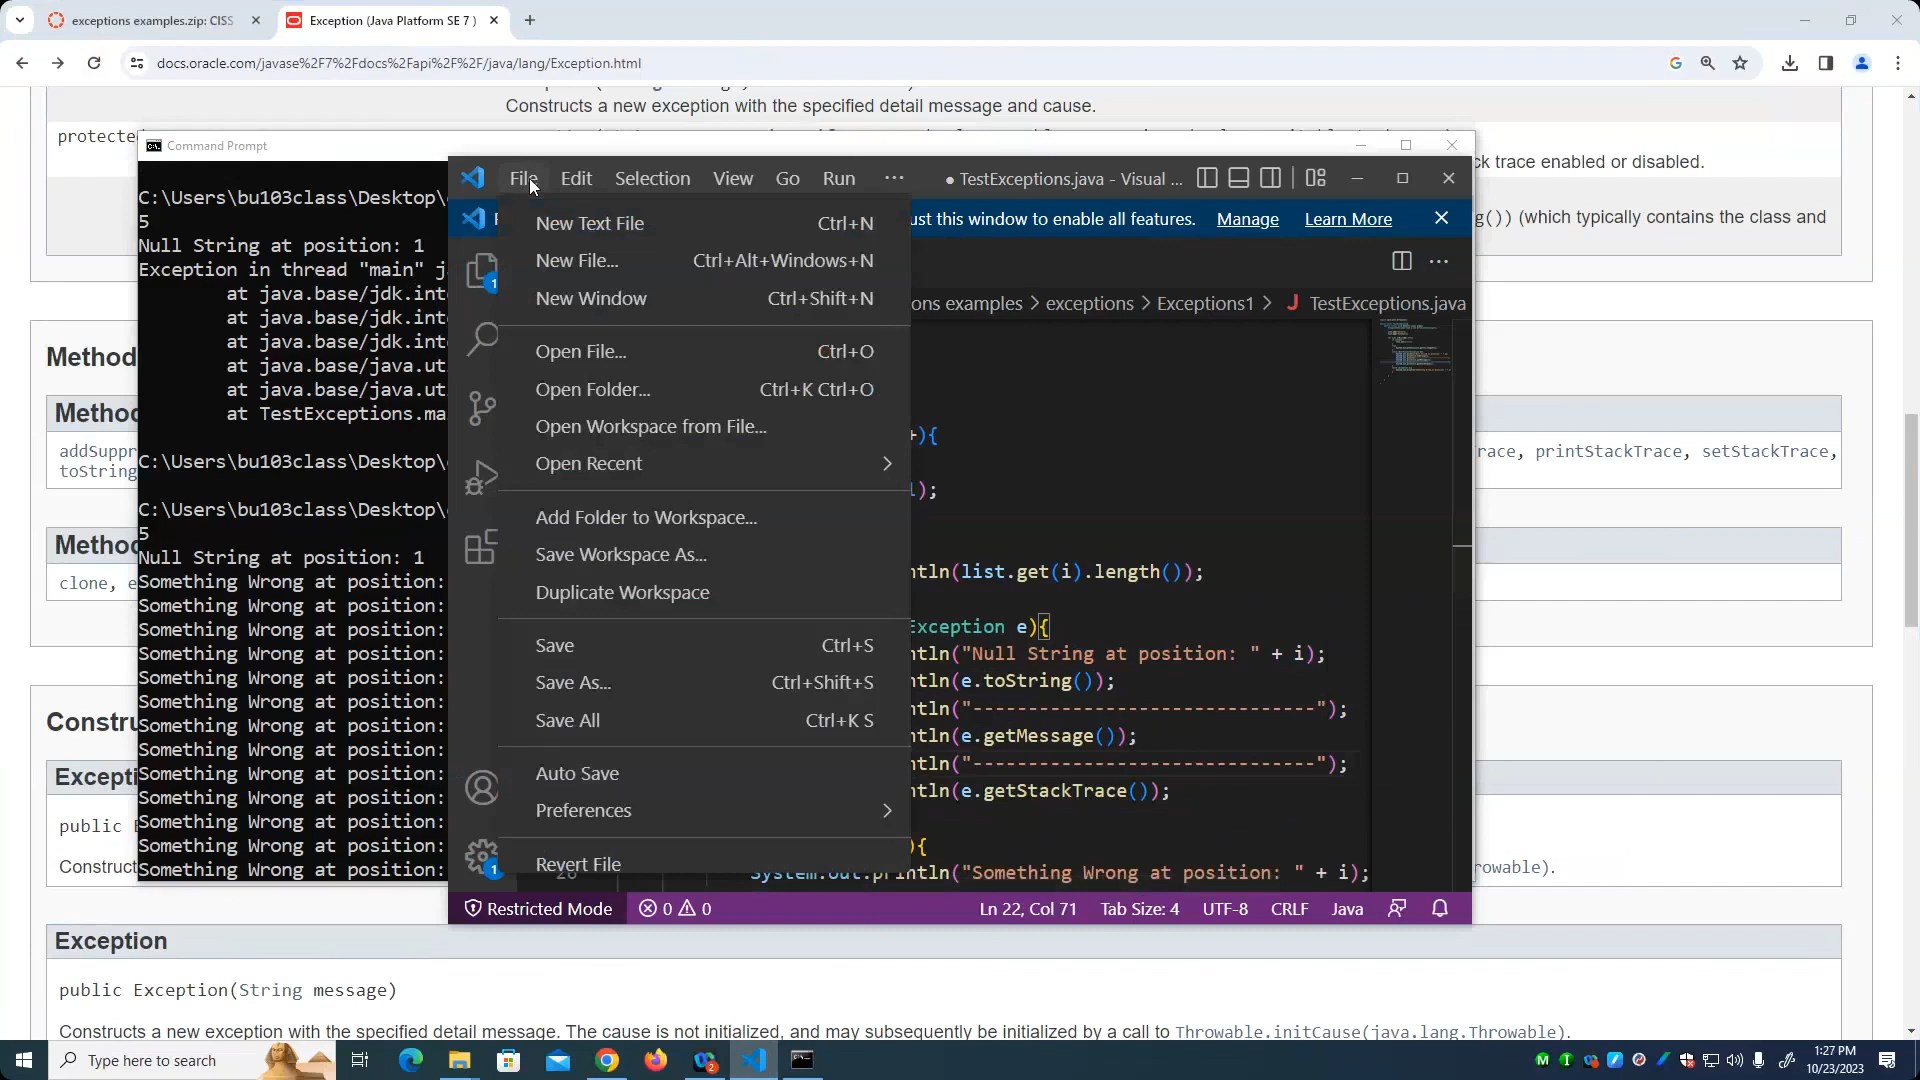 exceptions examples.zip: CISS
Exception (Java Platform SE 7 )
docs.oracle.com/javase%2F7%2Fdocs%2Fapi%2F%2F/java/lang/Exception.html
Constructs a new exception with the specified detail message and cause.
protected
ck trace enabled or disabled.
g()) (which typically contains the class and
Command Prompt
C:\Users\bu103class\Desktop\
5
Null String at position: 1
Exception in thread "main" j
at java.base/jdk.inte
at java.base/jdk.inte
at java.base/jdk.inte
at java.base/java.ut
at java.base/java.ut
at TestExceptions.ma
C:\Users\bu103class\Desktop\
C:\Users\bu103class\Desktop\
5
Null String at position: 1
Something Wrong at position:
Something Wrong at position:
Something Wrong at position:
Something Wrong at position:
Something Wrong at position:
Something Wrong at position:
Something Wrong at position:
Something Wrong at position:
Something Wrong at position:
Something Wrong at position:
Something Wrong at position:
Something Wrong at position:
Something Wrong at position:
File Edit Selection View Go Run ··· ● TestExceptions.java - Visual ...
ust this window to enable all features. Manage Learn More
ons examples > exceptions > Exceptions1 > J TestExceptions.java
New Text File Ctrl+N
New File... Ctrl+Alt+Windows+N
New Window Ctrl+Shift+N
Open File... Ctrl+O
Open Folder... Ctrl+K Ctrl+O
Open Workspace from File...
Open Recent
Add Folder to Workspace...
Save Workspace As...
Duplicate Workspace
Save Ctrl+S
Save As... Ctrl+Shift+S
Save All Ctrl+K S
Auto Save
Preferences
Revert File
+){
l);
ntln(list.get(i).length());
Exception e){
ntln("Null String at position: " + i);
ntln(e.toString());
ntln("------------------------------");
ntln(e.getMessage());
ntln("------------------------------");
ntln(e.getStackTrace());
){
System.out.println("Something Wrong at position: " + i);
1
1
Restricted Mode 0 0 Ln 22, Col 71 Tab Size: 4 UTF-8 CRLF Java
Method
Metho
addSuppr
toString
race, printStackTrace, setStackTrace,
Metho
clone, e
Constru
Excepti
public E
Construct
rowable).
Exception
public Exception(String message)
Constructs a new exception with the specified detail message. The cause is not initialized, and may subsequently be initialized by a call to Throwable.initCause(java.lang.Throwable).
Type here to search
2
1:27 PM
10/23/2023